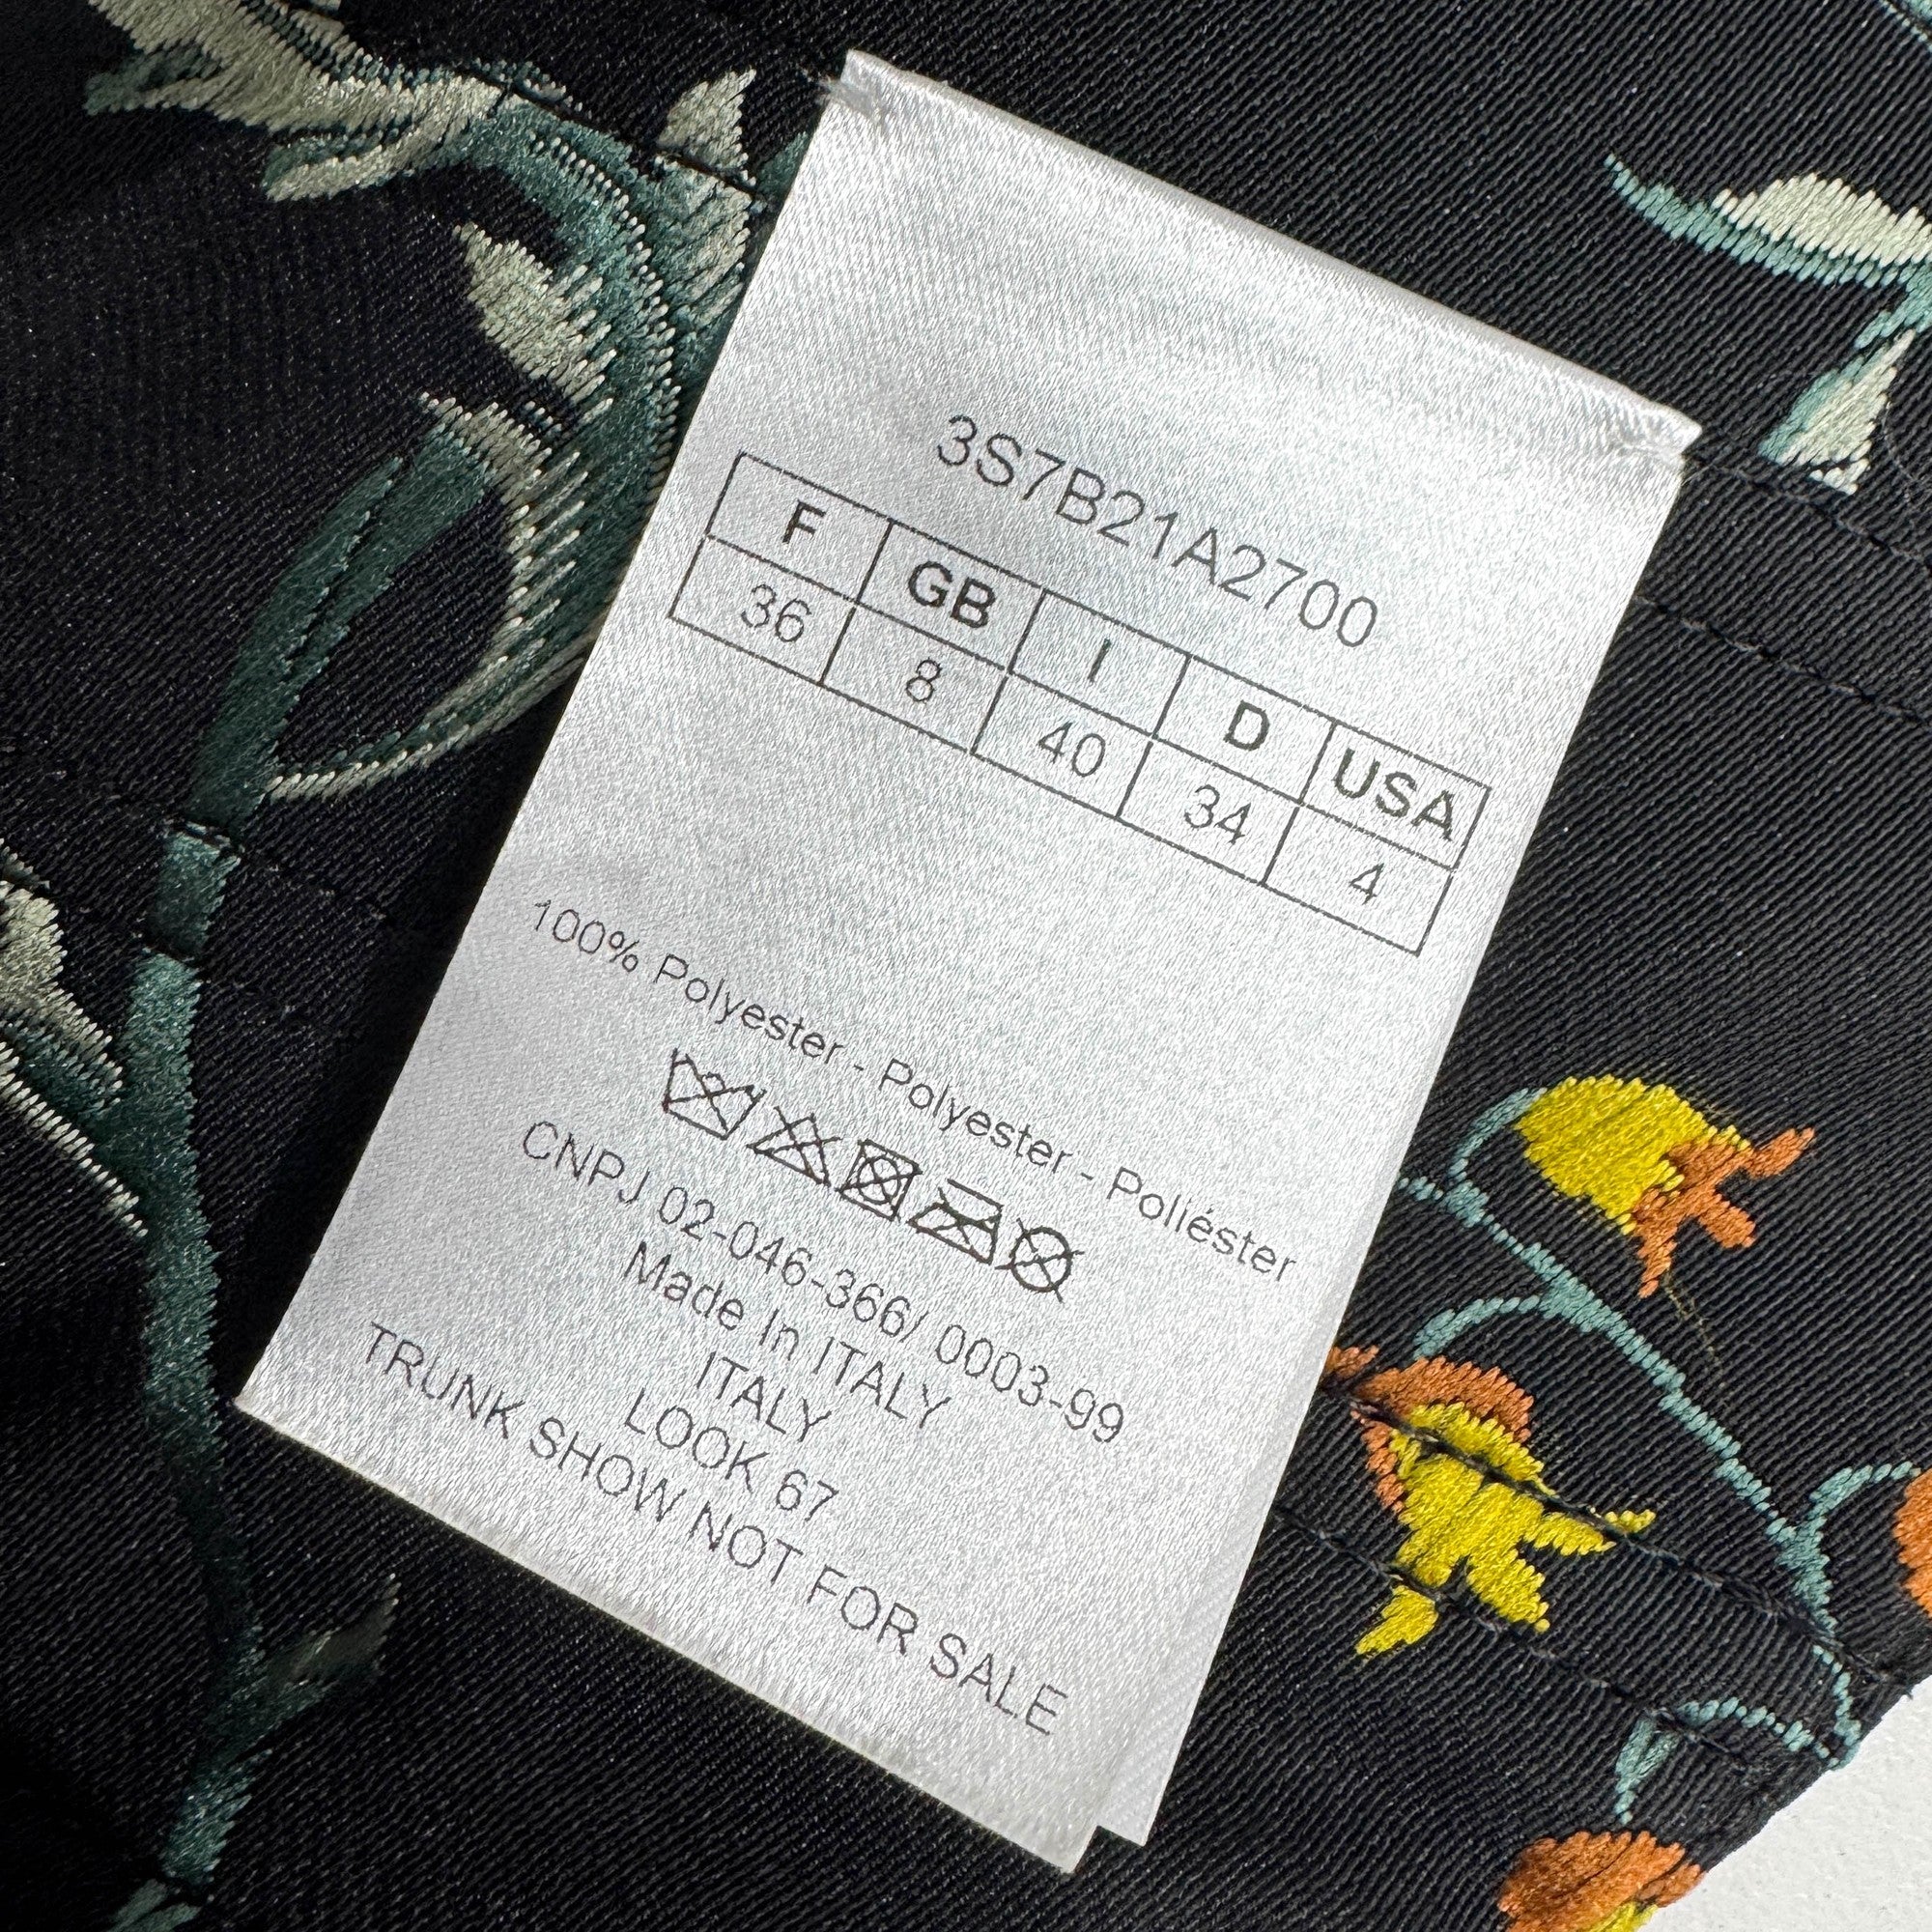 3S7B21A2700
F GB I D USA
36 8 40 34 4
100% Polyester - Polyester - Poliéster
CNPJ 02-046-366/ 0003-99
Made In ITALY
ITALY
LOOK 67
TRUNK SHOW NOT FOR SALE